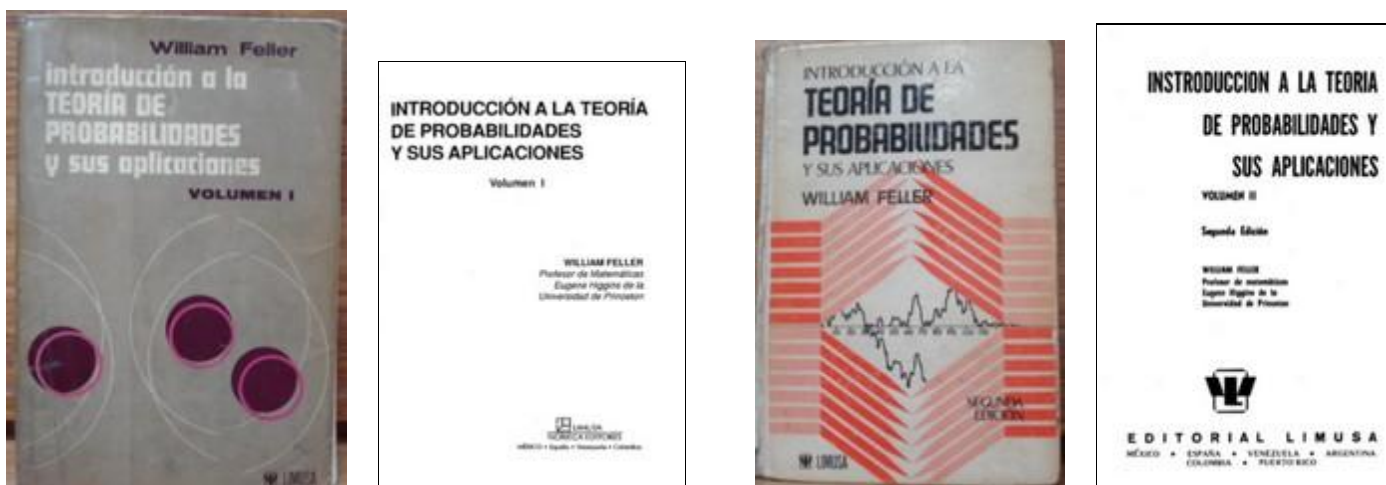 William Feller
introducción a la
TEORÍA DE
PROBABILIDADES
y sus aplicaciones
VOLUMEN I
LIMUSA
INTRODUCCIÓN A LA TEORÍA
DE PROBABILIDADES
Y SUS APLICACIONES
Volumen I
WILLIAM FELLER
Profesor de Matemáticas
Eugene Higgins de la
Universidad de Princeton
LIMUSA
NORIEGA EDITORES
MÉXICO • España • Venezuela • Colombia
INTRODUCCIÓN A LA
TEORÍA DE
PROBABILIDADES
Y SUS APLICACIONES
WILLIAM FELLER
SEGUNDA
EDICIÓN
LIMUSA
INSTRODUCCION A LA TEORIA
DE PROBABILIDADES Y
SUS APLICACIONES
VOLUMEN II
Segunda Edición
WILLIAM FELLER
Profesor de matemáticas
Eugene Higgins de la
Universidad de Princeton
EDITORIAL LIMUSA
MÉXICO • ESPAÑA • VENEZUELA • ARGENTINA
COLOMBIA • PUERTO RICO